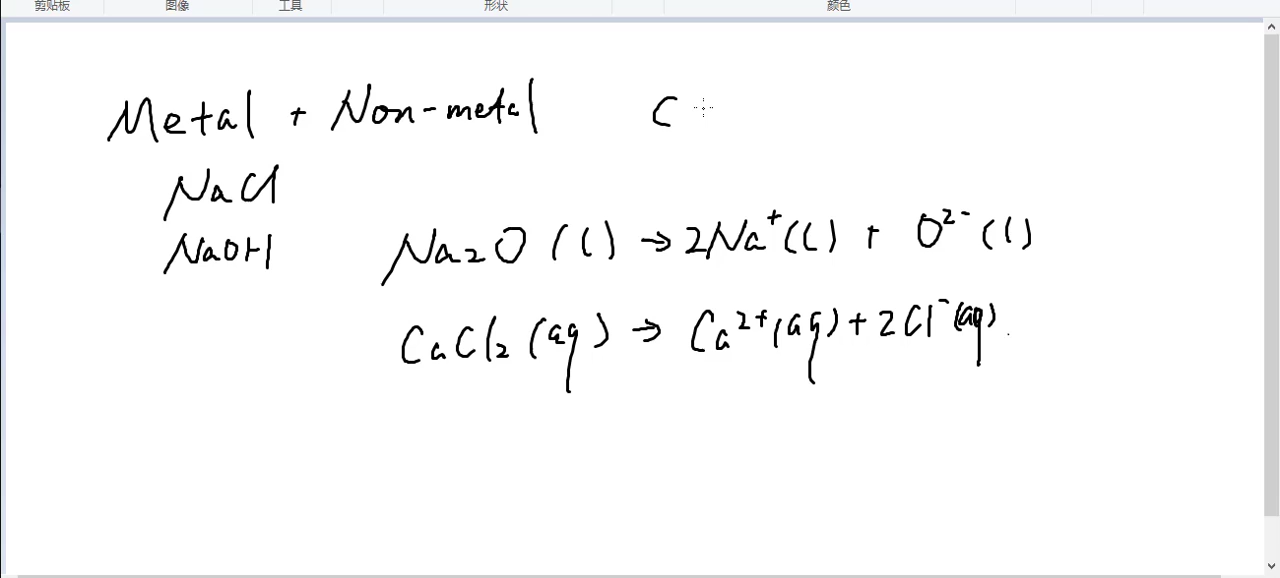 剪贴板 图像 工具 形状 颜色
Metal + Non-metal C
NaCl
NaOH Na₂O (l) → 2Na⁺(l) + O²⁻(l)
CaCl₂ (aq) → Ca²⁺(aq) + 2Cl⁻(aq).